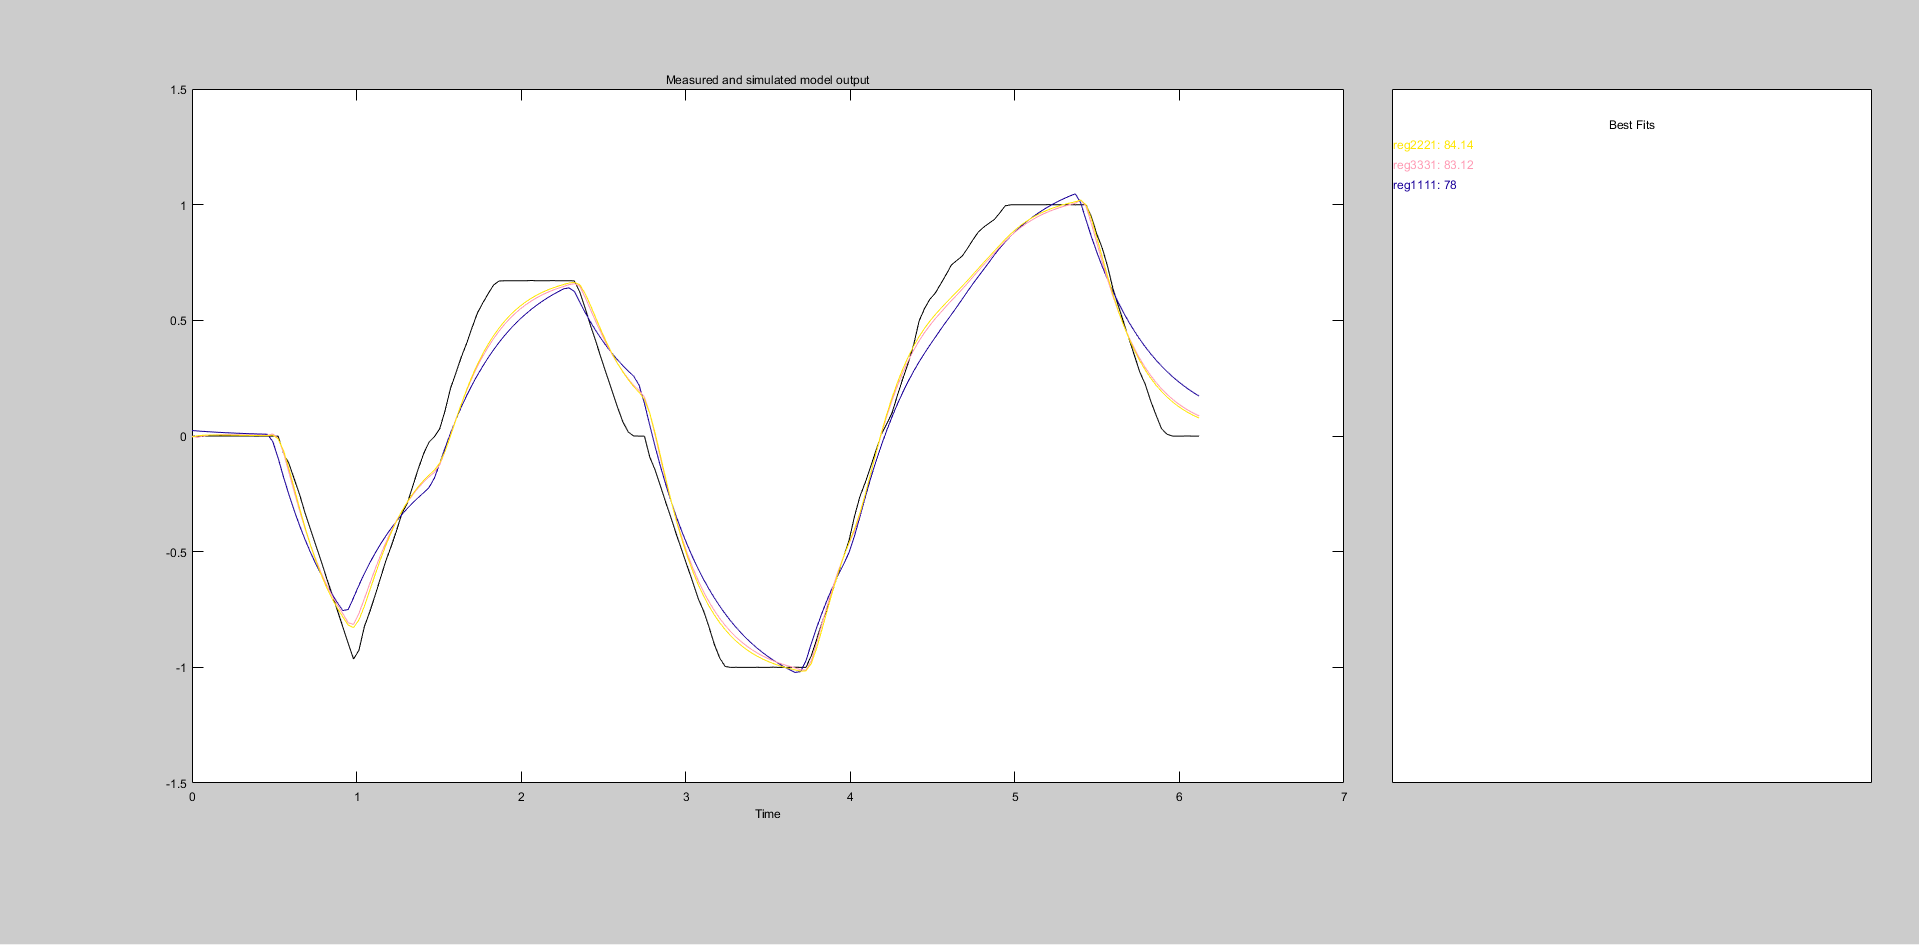 Measured and simulated model output
1.5
1
0.5
0
-0.5
-1
-1.5
0 1 2 3 4 5 6 7
Time
Best Fits
reg2221: 84.14
reg3331: 83.12
reg1111: 78